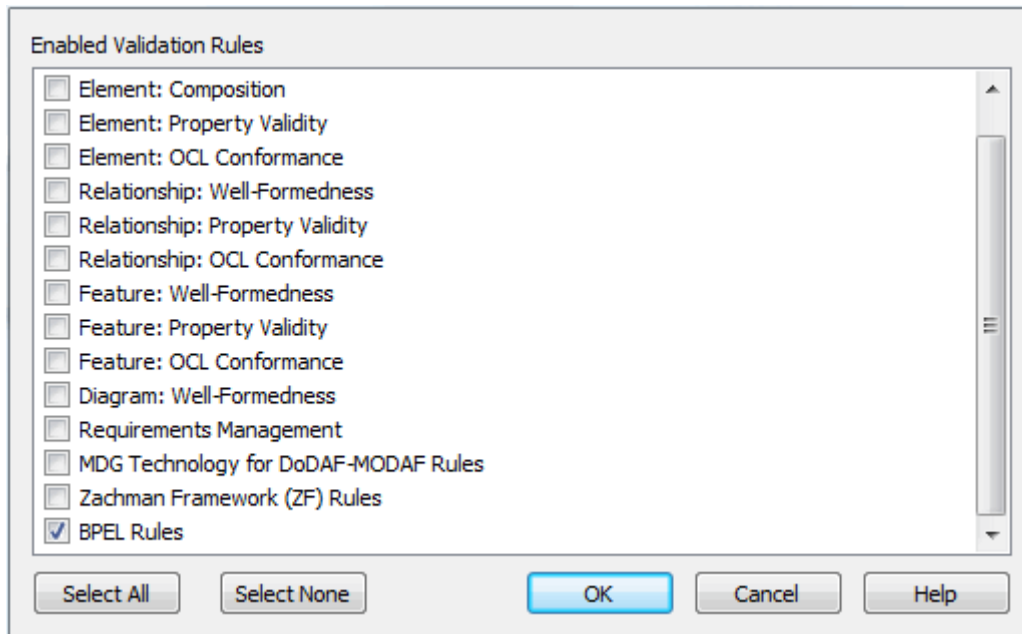 Enabled Validation Rules
Element: Composition
Element: Property Validity
Element: OCL Conformance
Relationship: Well-Formedness
Relationship: Property Validity
Relationship: OCL Conformance
Feature: Well-Formedness
Feature: Property Validity
Feature: OCL Conformance
Diagram: Well-Formedness
Requirements Management
MDG Technology for DoDAF-MODAF Rules
Zachman Framework (ZF) Rules
BPEL Rules
Select All Select None OK Cancel Help